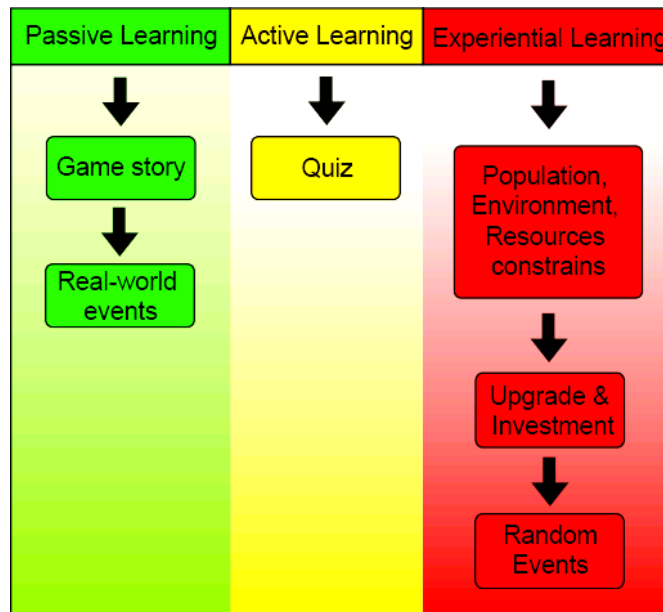 Passive Learning
Active Learning
Experiential Learning
Game story
Real-world
events
Quiz
Population,
Environment,
Resources
constrains
Upgrade &
Investment
Random
Events